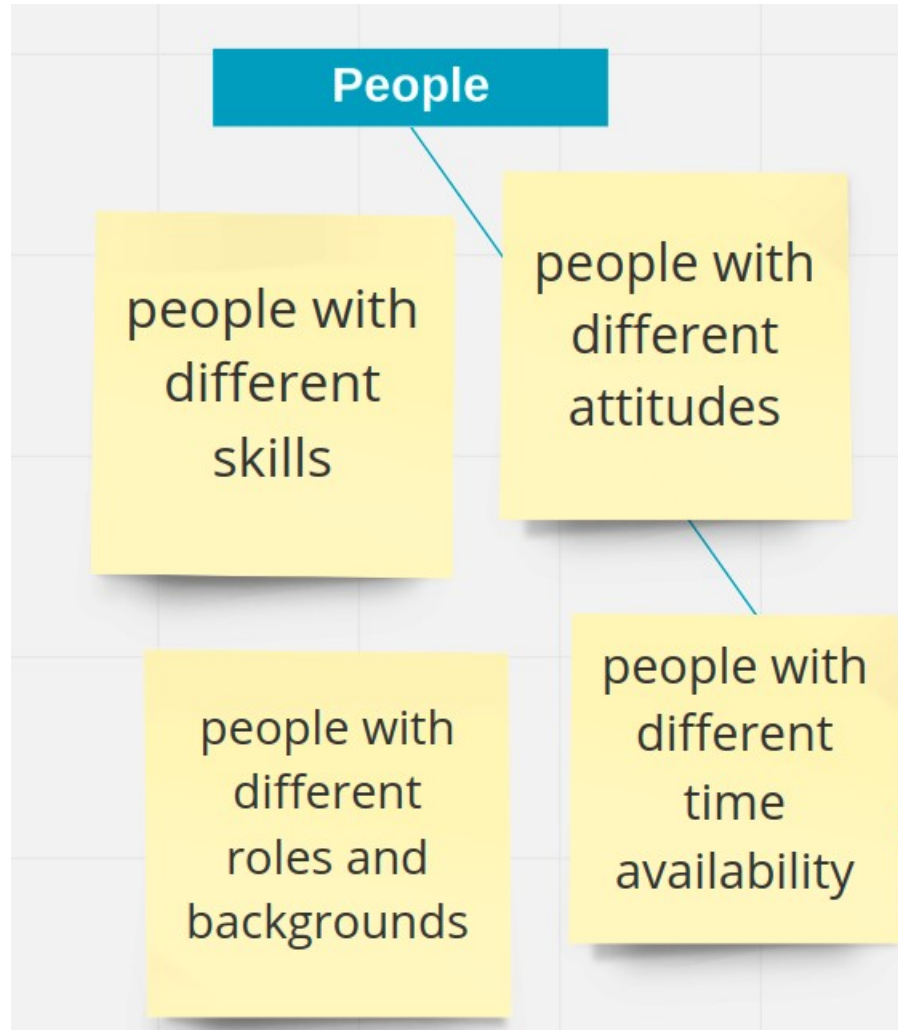 People
people with
different
skills
people with
different
attitudes
people with
different
roles and
backgrounds
people with
different
time
availability